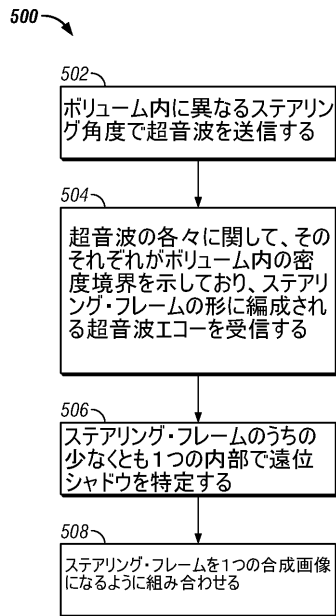 500
502
ボリューム内に異なるステアリ
ング角度で超音波を送信する
504
超音波の各々に関して、その
それぞれがボリューム内の密
度境界を示しており、ステアリ
ング・フレームの形に編成さ
れる超音波エコーを受信する
506
ステアリング・フレームのうちの
少なくとも1つの内部で遠位
シャドウを特定する
508
ステアリング・フレームを1つの合成画像
になるように組み合わせる